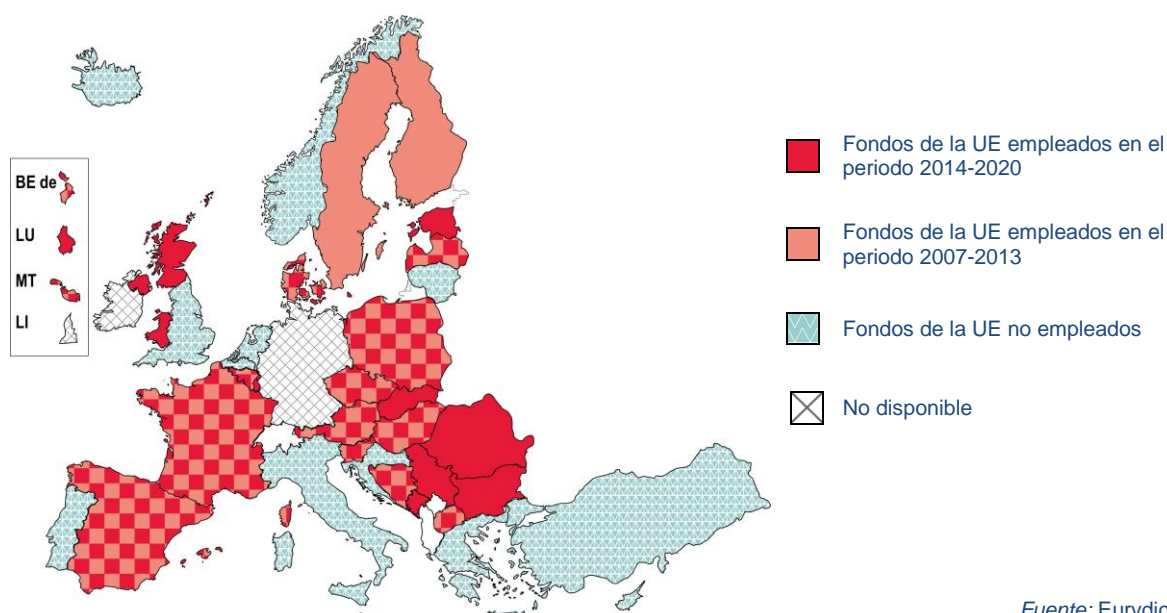 BE de
LU
MT
LI
Fondos de la UE empleados en el
periodo 2014-2020
Fondos de la UE empleados en el
periodo 2007-2013
Fondos de la UE no empleados
No disponible
Fuente: Eurydic